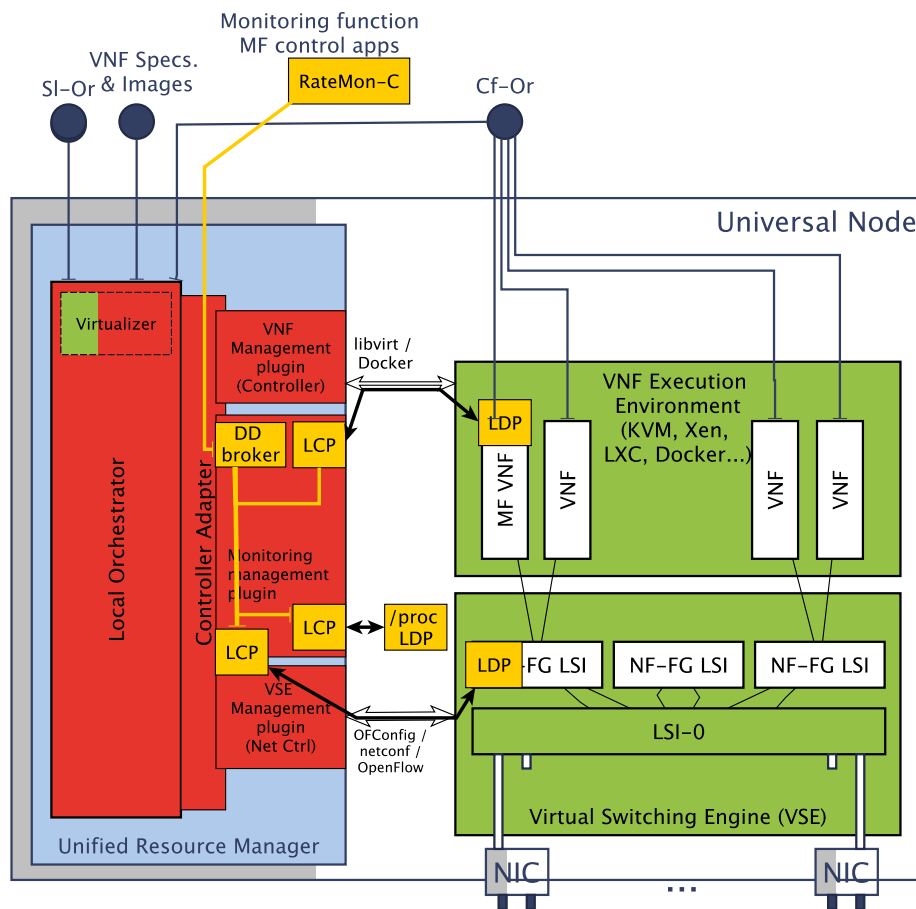 Monitoring function
MF control apps
RateMon-C
VNF Specs.
& Images
Sl-Or
Cf-Or
Universal Node
Virtualizer
VNF
Management
plugin
(Controller)
libvirt /
Docker
VNF Execution
Environment
(KVM, Xen,
LXC, Docker...)
LDP
MF VNF
VNF
VNF
VNF
DD
broker
LCP
Local Orchestrator
Controller Adapter
Monitoring
management
plugin
LCP
/proc
LDP
LCP
VSE
Management
plugin
(Net Ctrl)
OFConfig /
netconf /
OpenFlow
LDP
-FG LSI
NF-FG LSI
NF-FG LSI
LSI-0
Virtual Switching Engine (VSE)
Unified Resource Manager
NIC
...
NIC